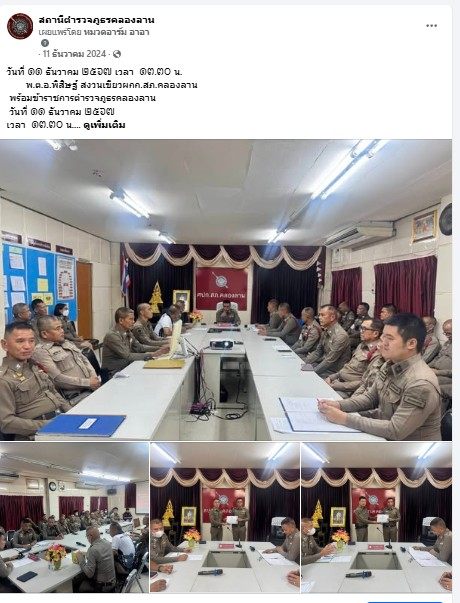 สถานีตำรวจภูธรคลองลาน
เผยแพร่โดย หมวดอาร์ม อาอา
· 11 ธันวาคม 2024 ·
วันที่ ๑๑ ธันวาคม ๒๕๖๗ เวลา ๑๓.๓๐ น.
พ.ต.อ.พิสิษฐ์ สงวนเขียวผกก.สภ.คลองลาน
พร้อมข้าราชการตำรวจภูธรคลองลาน
วันที่ ๑๑ ธันวาคม ๒๕๖๗
เวลา ๑๓.๓๐ น.... ดูเพิ่มเติม
ศปก.สภ.คลองลาน